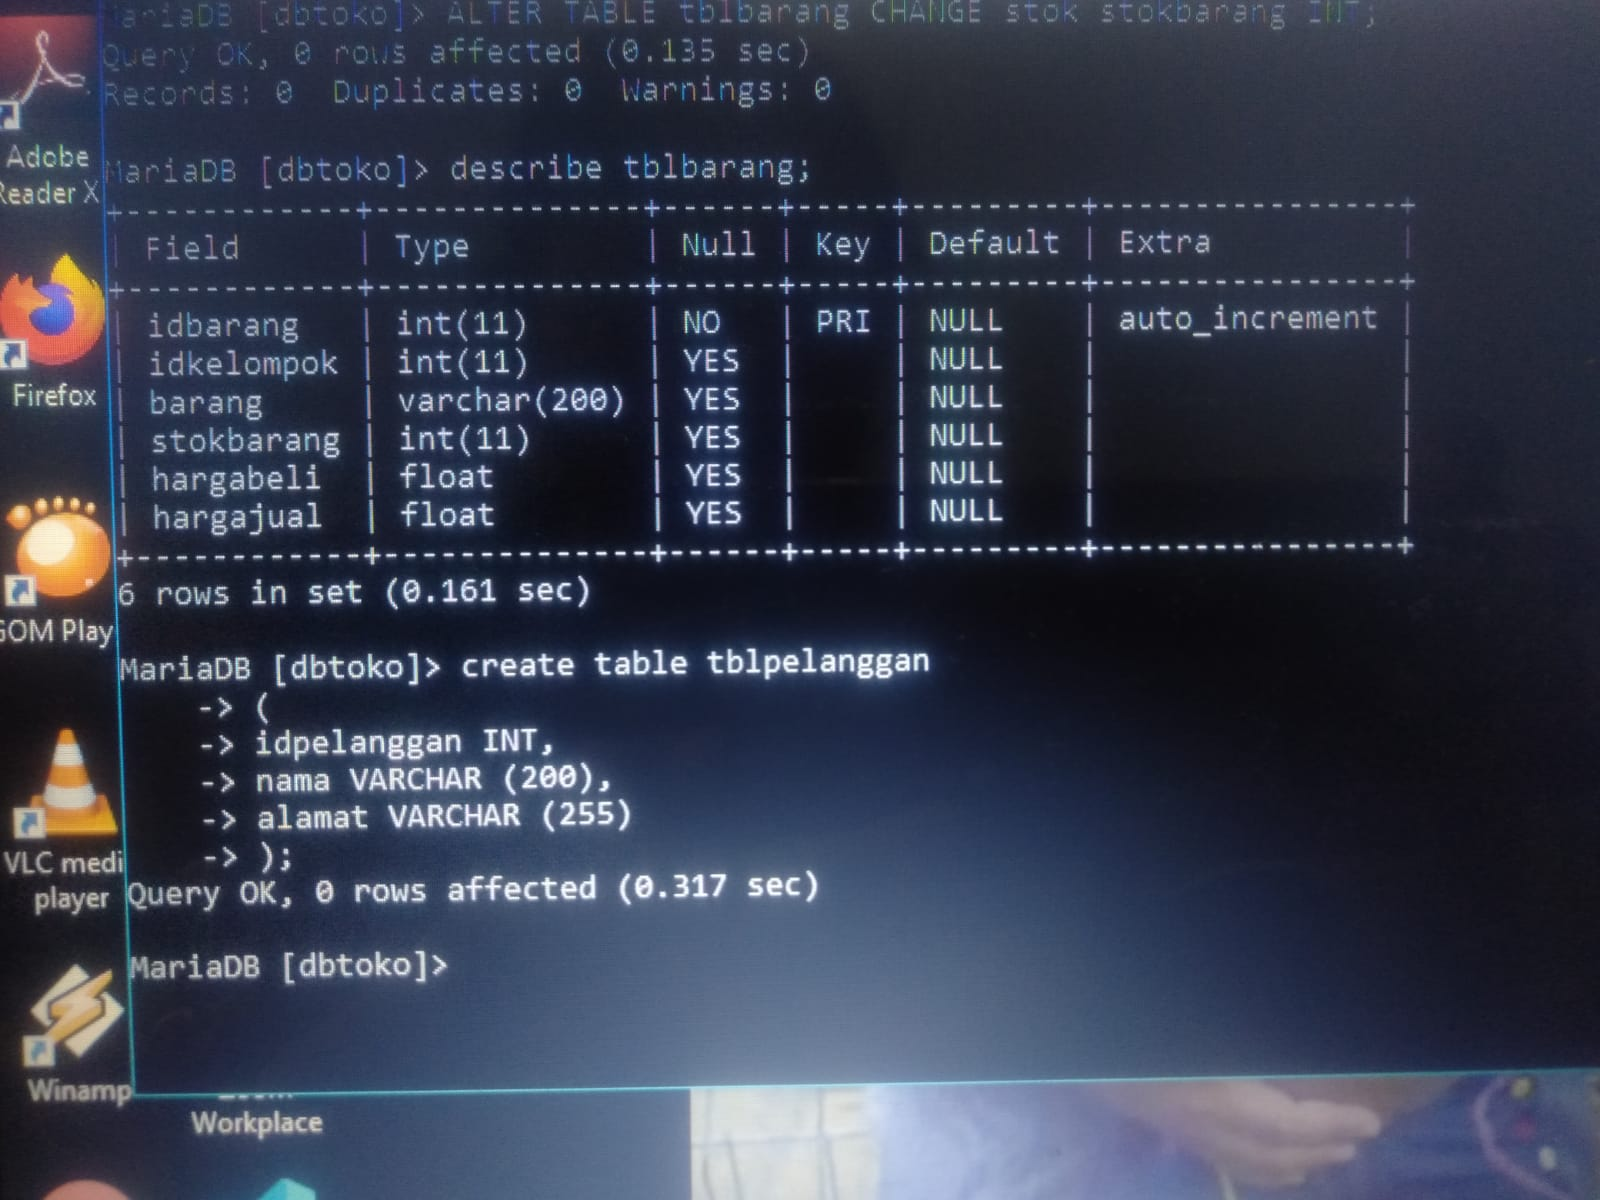 MariaDB [dbtoko]> ALTER TABLE tblbarang CHANGE stok stokbarang INT;
Query OK, 0 rows affected (0.135 sec)
Records: 0  Duplicates: 0  Warnings: 0
MariaDB [dbtoko]> describe tblbarang;
+-----------+--------------+------+-----+---------+----------------+
| Field | Type | Null | Key | Default | Extra |
+-----------+--------------+------+-----+---------+----------------+
| idbarang | int(11) | NO | PRI | NULL | auto_increment |
| idkelompok | int(11) | YES | | NULL | |
| barang | varchar(200) | YES | | NULL | |
| stokbarang | int(11) | YES | | NULL | |
| hargabeli | float | YES | | NULL | |
| hargajual | float | YES | | NULL | |
+-----------+--------------+------+-----+---------+----------------+
6 rows in set (0.161 sec)
MariaDB [dbtoko]> create table tblpelanggan
-> (
-> idpelanggan INT,
-> nama VARCHAR (200),
-> alamat VARCHAR (255)
-> );
Query OK, 0 rows affected (0.317 sec)
MariaDB [dbtoko]>
Adobe
Reader X
Firefox
GOM Play
VLC medi
player
Winamp
Workplace